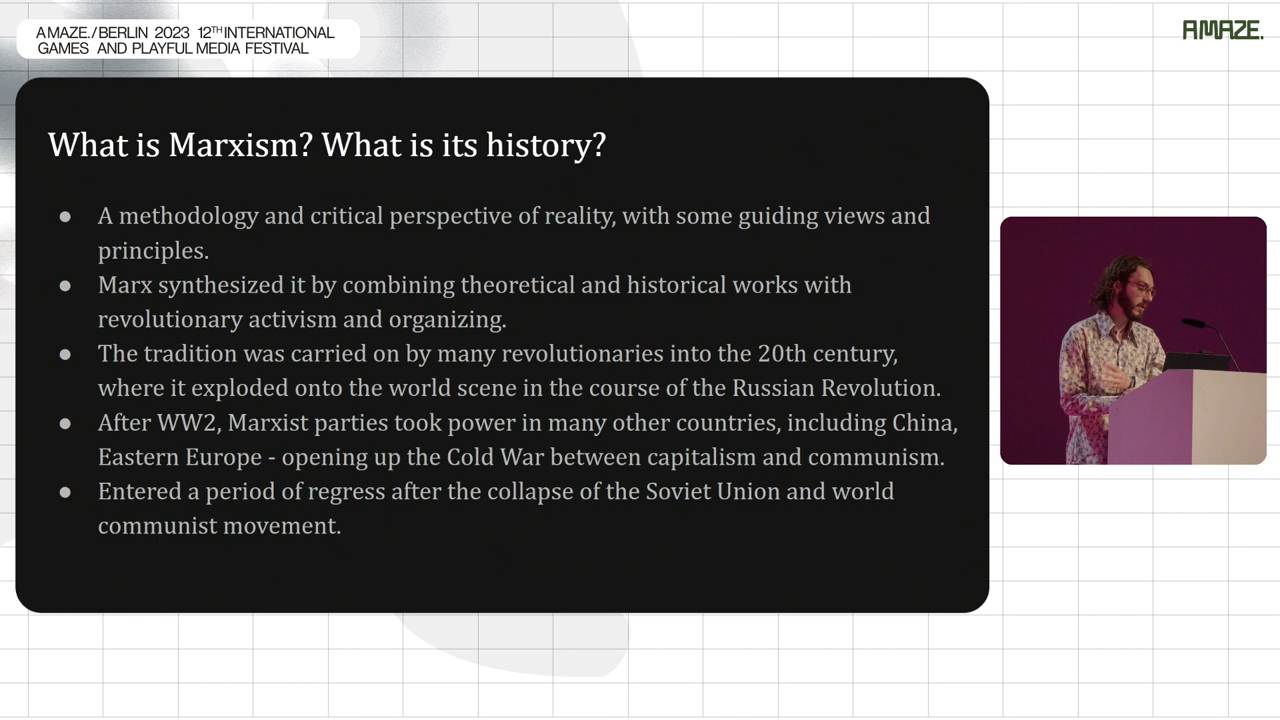 AMAZE./BERLIN 2023 12TH INTERNATIONAL
GAMES AND PLAYFUL MEDIA FESTIVAL
AMAZE.
What is Marxism? What is its history?
● A methodology and critical perspective of reality, with some guiding views and
principles.
● Marx synthesized it by combining theoretical and historical works with
revolutionary activism and organizing.
● The tradition was carried on by many revolutionaries into the 20th century,
where it exploded onto the world scene in the course of the Russian Revolution.
● After WW2, Marxist parties took power in many other countries, including China,
Eastern Europe - opening up the Cold War between capitalism and communism.
● Entered a period of regress after the collapse of the Soviet Union and world
communist movement.